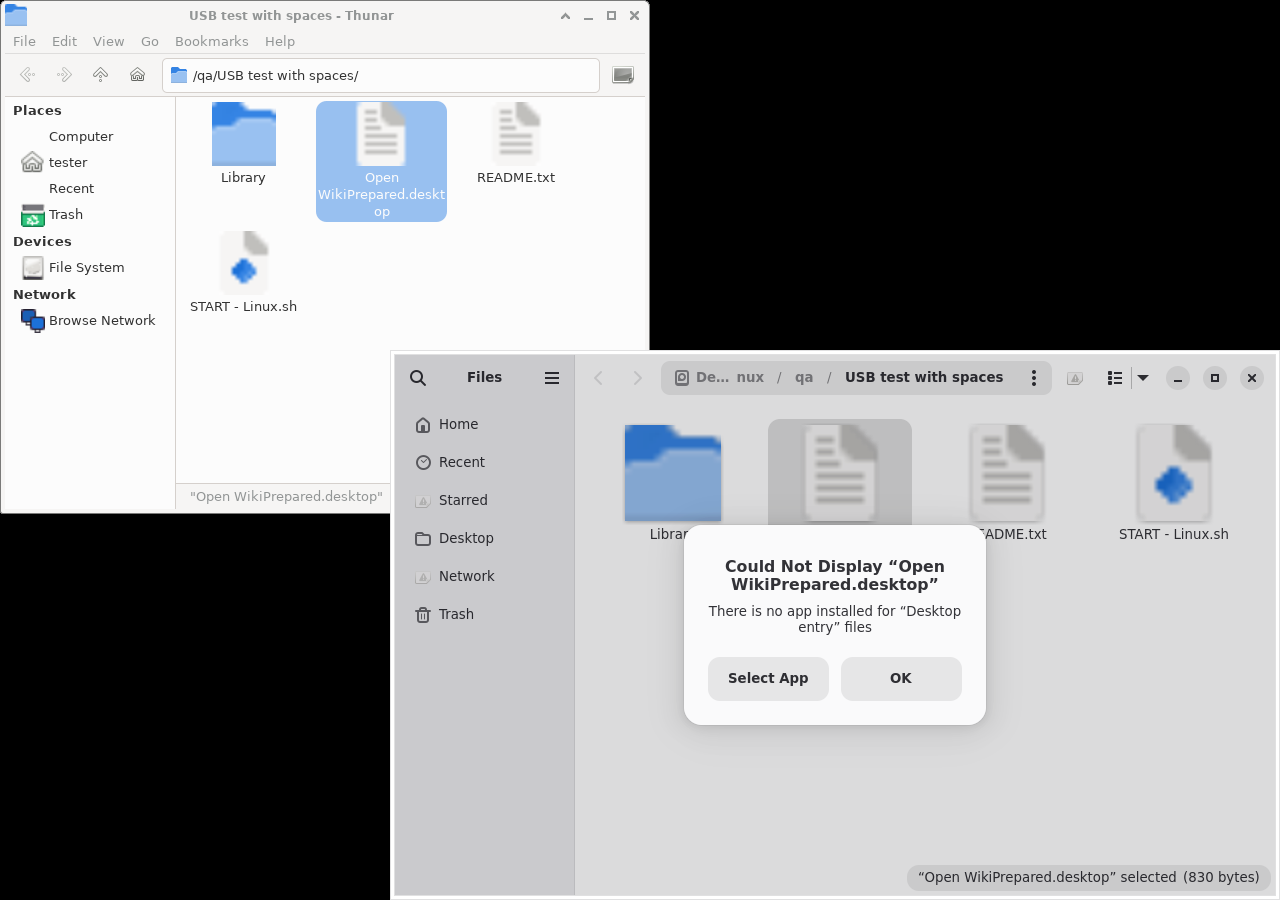 USB test with spaces - Thunar
File Edit View Go Bookmarks Help
/qa/USB test with spaces/
Places
Computer
tester
Recent
Trash
Devices
File System
Network
Browse Network
Library
Open
WikiPrepared.deskt
op
README.txt
START - Linux.sh
"Open WikiPrepared.desktop"
Files
De... nux / qa / USB test with spaces
Home
Recent
Starred
Desktop
Network
Trash
START - Linux.sh
Could Not Display “Open
WikiPrepared.desktop”
There is no app installed for “Desktop
entry” files
Select App
OK
“Open WikiPrepared.desktop” selected (830 bytes)